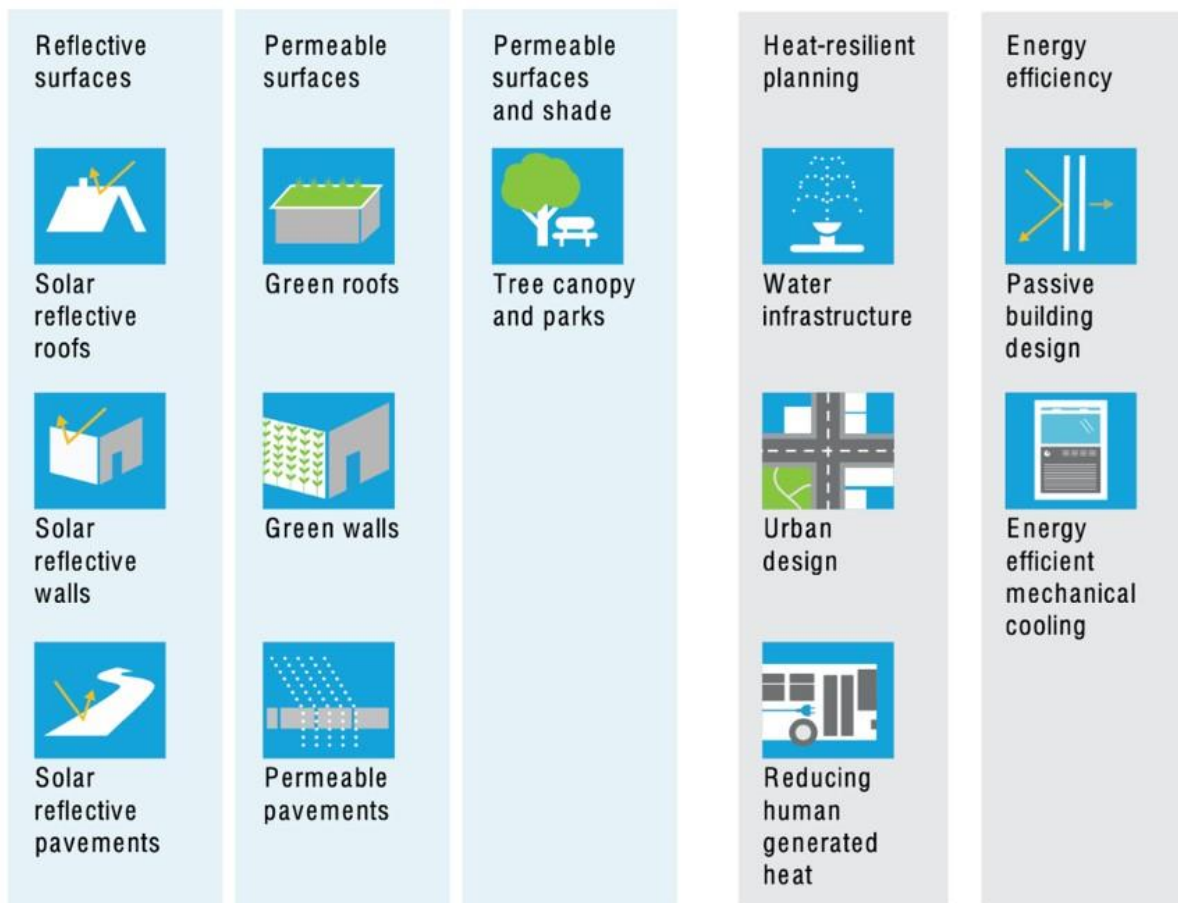 Reflective
surfaces
Solar
reflective
roofs
Solar
reflective
walls
Solar
reflective
pavements
Permeable
surfaces
Green roofs
Green walls
Permeable
pavements
Permeable
surfaces
and shade
Tree canopy
and parks
Heat-resilient
planning
Water
infrastructure
Urban
design
Reducing
human
generated
heat
Energy
efficiency
Passive
building
design
Energy
efficient
mechanical
cooling